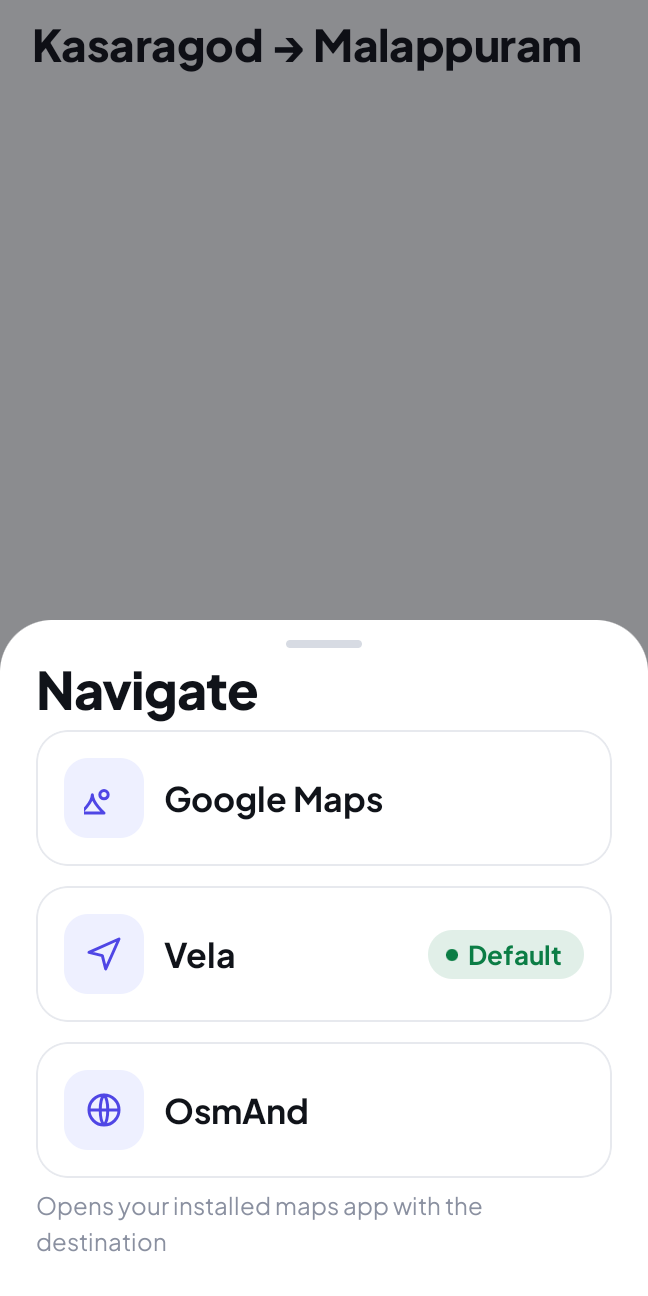 Kasaragod → Malappuram
Navigate
Google Maps
Vela
Default
OsmAnd
Opens your installed maps app with the
destination